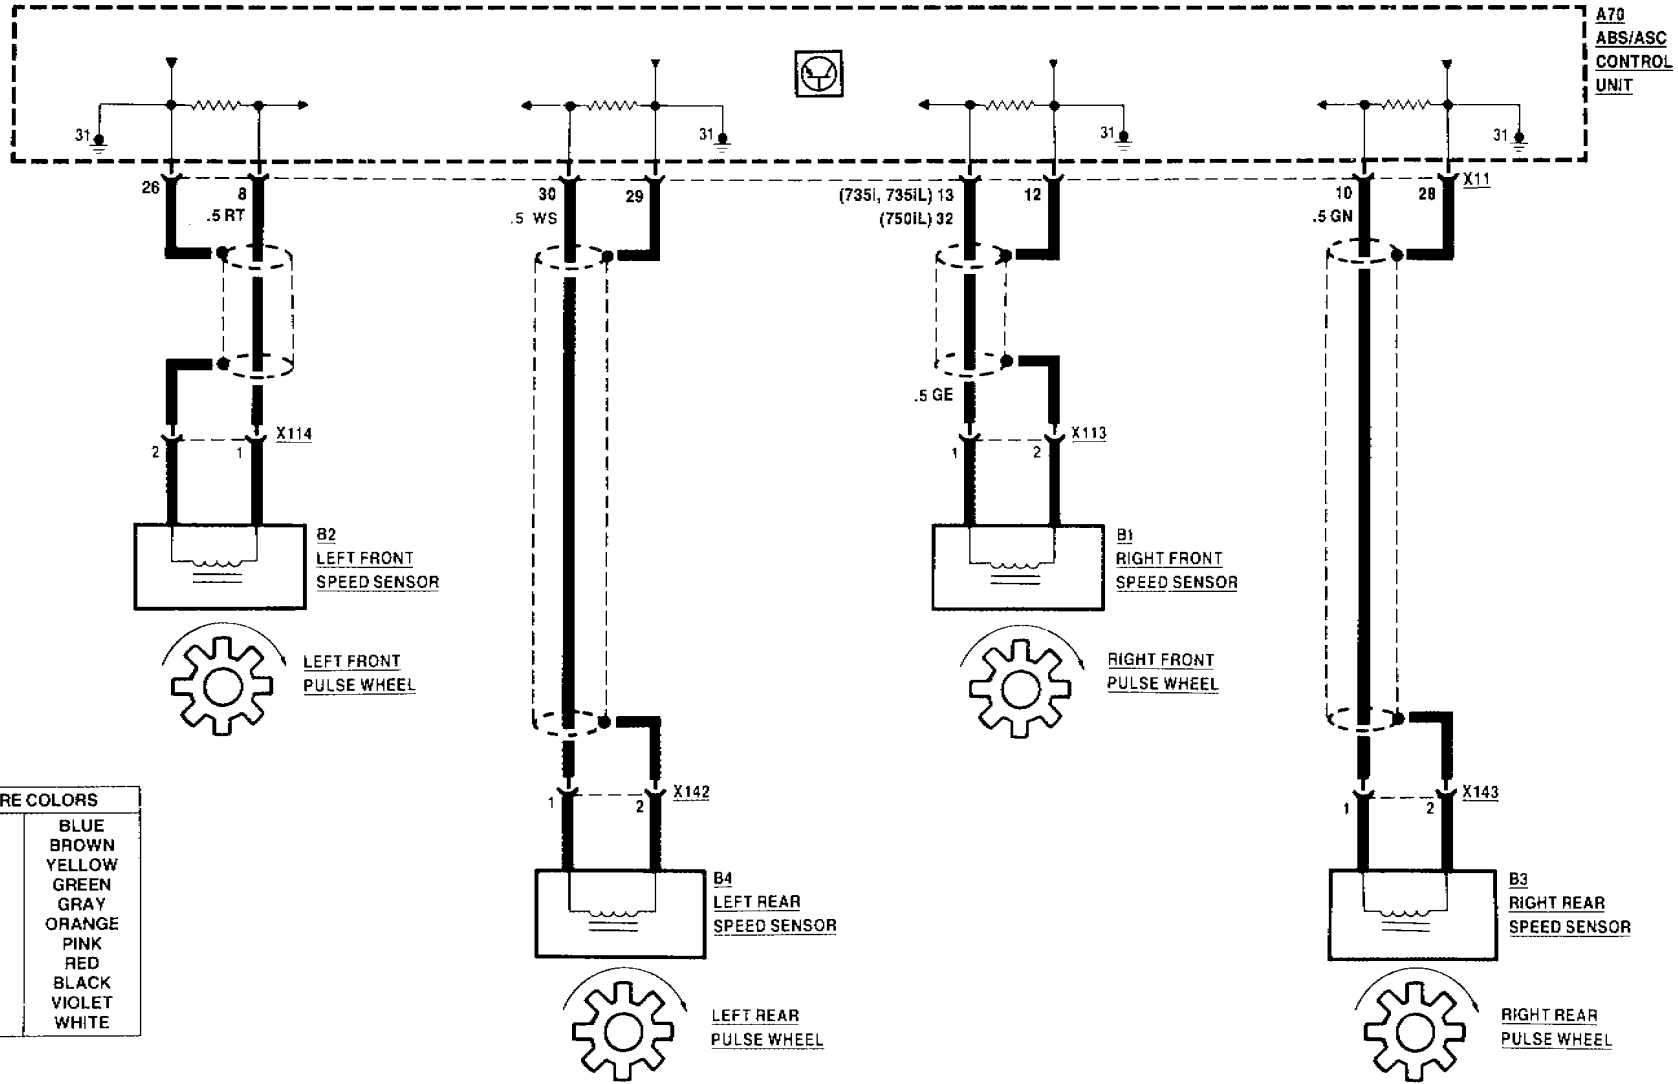 A70
ABS/ASC
CONTROL
UNIT
31
31
31
31
26
8
.5 RT
30
.5 WS
29
(735i, 735iL) 13
(750iL) 32
12
10
.5 GN
28
X11
.5 GE
2
1
X114
1
2
X113
B2
LEFT FRONT
SPEED SENSOR
B1
RIGHT FRONT
SPEED SENSOR
LEFT FRONT
PULSE WHEEL
RIGHT FRONT
PULSE WHEEL
1
2
X142
1
2
X143
RE COLORS
BLUE
BROWN
YELLOW
GREEN
GRAY
ORANGE
PINK
RED
BLACK
VIOLET
WHITE
B4
LEFT REAR
SPEED SENSOR
B3
RIGHT REAR
SPEED SENSOR
LEFT REAR
PULSE WHEEL
RIGHT REAR
PULSE WHEEL